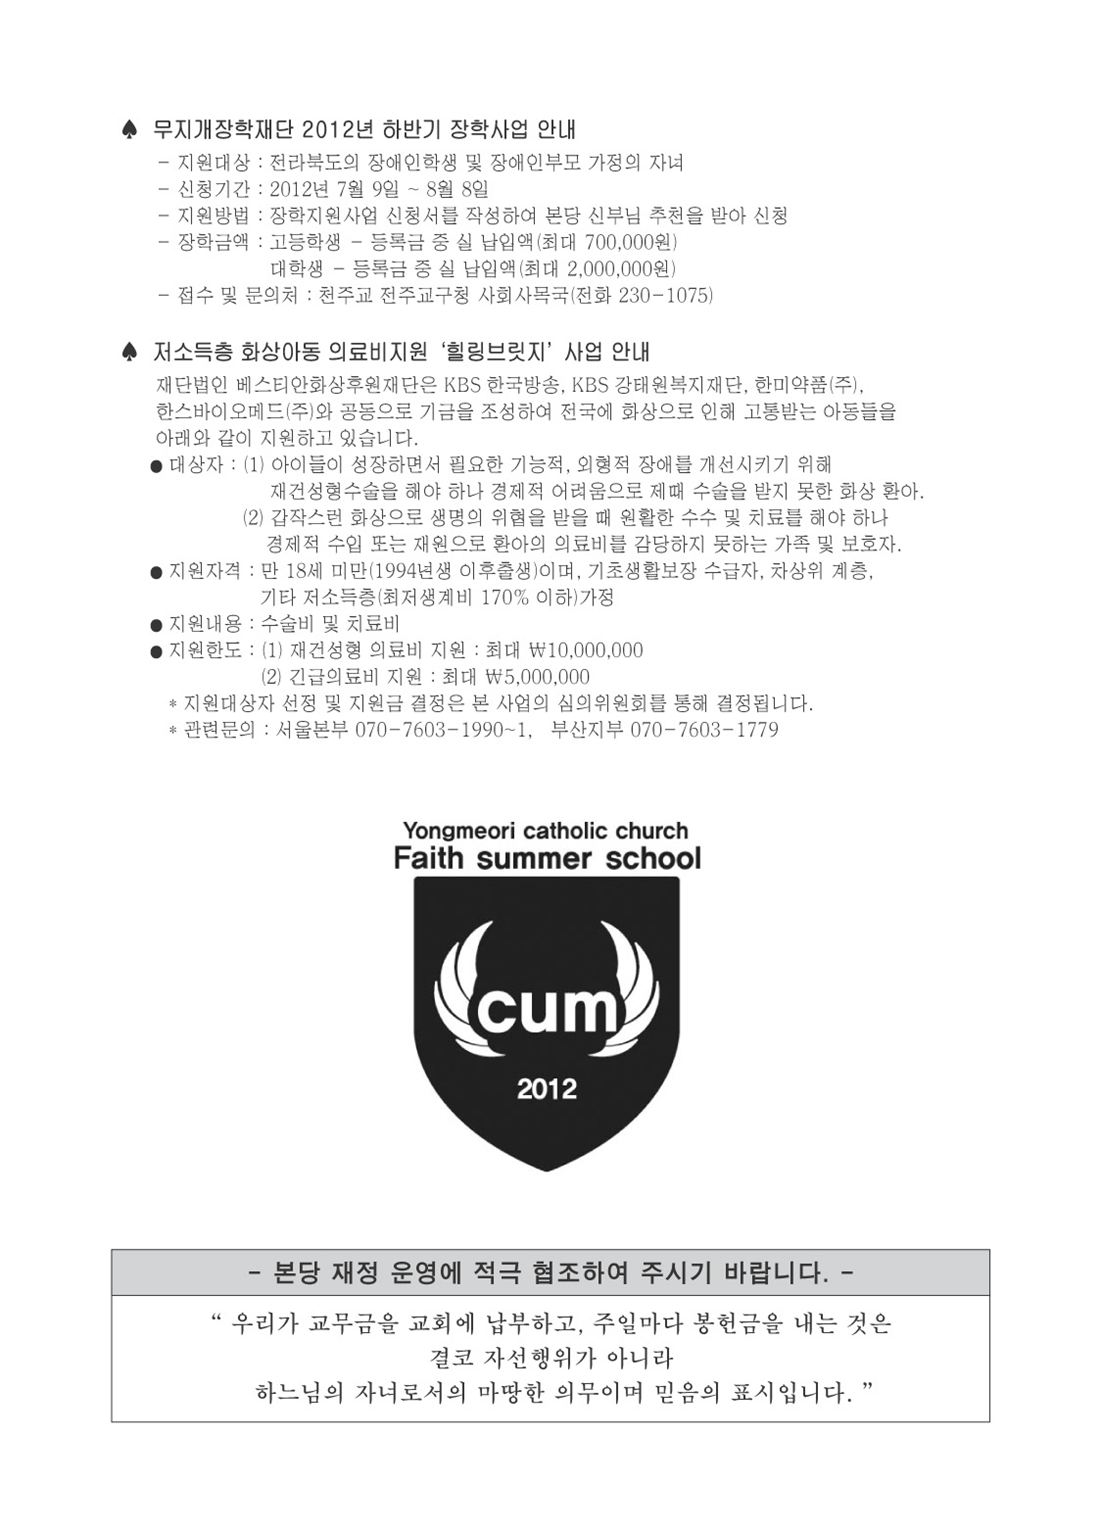 ♠ 무지개장학재단 2012년 하반기 장학사업 안내
- 지원대상 : 전라북도의 장애인학생 및 장애인부모 가정의 자녀
- 신청기간 : 2012년 7월 9일 ~ 8월 8일
- 지원방법 : 장학지원사업 신청서를 작성하여 본당 신부님 추천을 받아 신청
- 장학금액 : 고등학생 - 등록금 중 실 납입액(최대 700,000원)
대학생 - 등록금 중 실 납입액(최대 2,000,000원)
- 접수 및 문의처 : 천주교 전주교구청 사회사목국(전화 230-1075)
♠ 저소득층 화상아동 의료비지원 ‘힐링브릿지’ 사업 안내
재단법인 베스티안화상후원재단은 KBS 한국방송, KBS 강태원복지재단, 한미약품(주),
한스바이오메드(주)와 공동으로 기금을 조성하여 전국에 화상으로 인해 고통받는 아동들을
아래와 같이 지원하고 있습니다.
● 대상자 : (1) 아이들이 성장하면서 필요한 기능적, 외형적 장애를 개선시키기 위해
재건성형수술을 해야 하나 경제적 어려움으로 제때 수술을 받지 못한 화상 환아.
(2) 갑작스런 화상으로 생명의 위협을 받을 때 원활한 수수 및 치료를 해야 하나
경제적 수입 또는 재원으로 환아의 의료비를 감당하지 못하는 가족 및 보호자.
● 지원자격 : 만 18세 미만(1994년생 이후출생)이며, 기초생활보장 수급자, 차상위 계층,
기타 저소득층(최저생계비 170% 이하)가정
● 지원내용 : 수술비 및 치료비
● 지원한도 : (1) 재건성형 의료비 지원 : 최대 ₩10,000,000
(2) 긴급의료비 지원 : 최대 ₩5,000,000
* 지원대상자 선정 및 지원금 결정은 본 사업의 심의위원회를 통해 결정됩니다.
* 관련문의 : 서울본부 070-7603-1990~1, 부산지부 070-7603-1779
Yongmeori catholic church
Faith summer school
cum
2012
- 본당 재정 운영에 적극 협조하여 주시기 바랍니다. -
“ 우리가 교무금을 교회에 납부하고, 주일마다 봉헌금을 내는 것은
결코 자선행위가 아니라
하느님의 자녀로서의 마땅한 의무이며 믿음의 표시입니다. ”